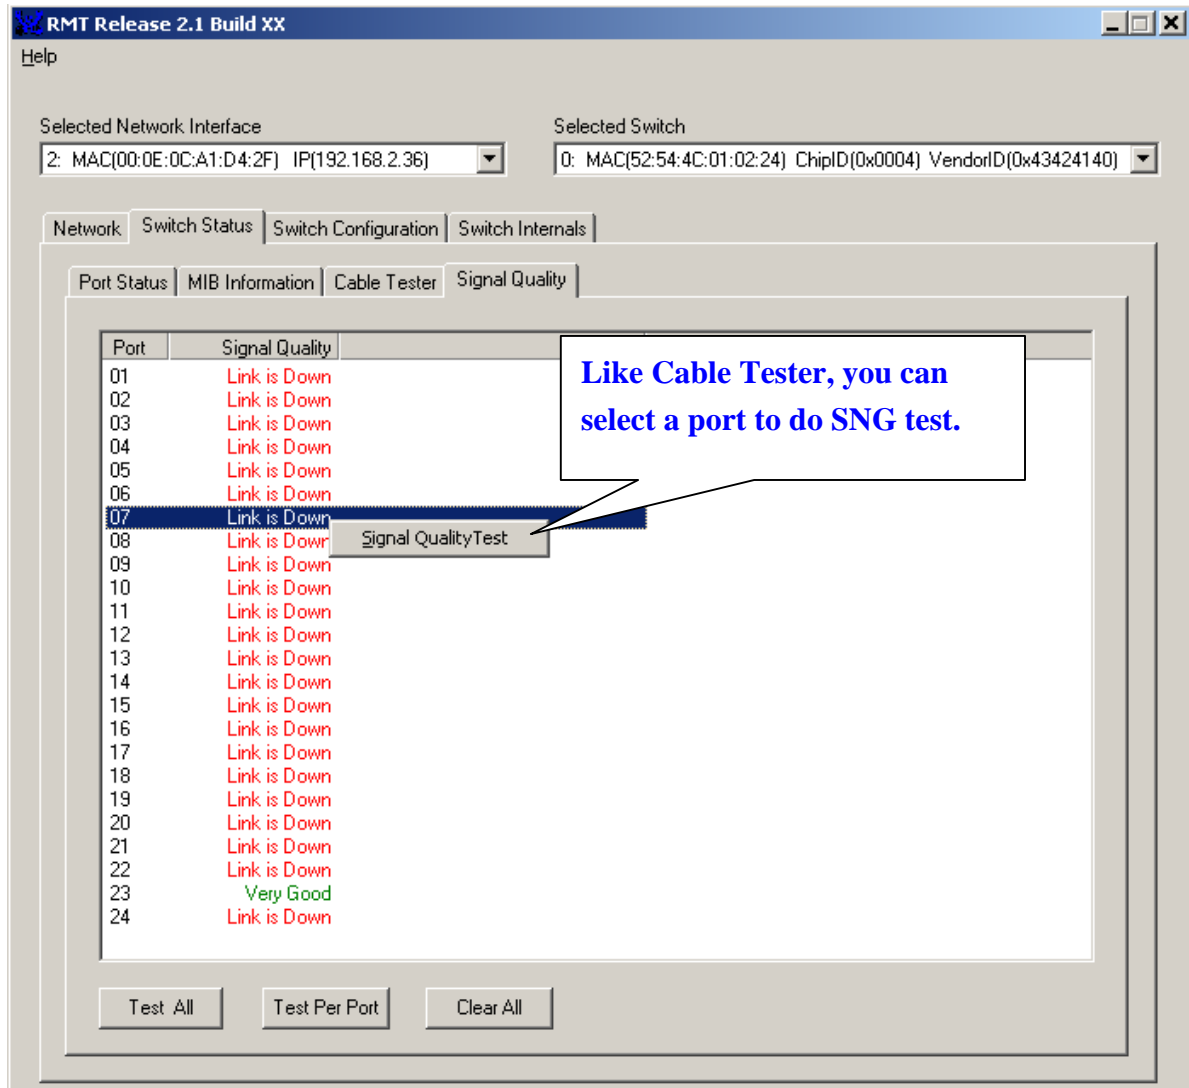 RMT Release 2.1 Build XX
Help
Selected Network Interface
Selected Switch
2: MAC(00:0E:0C:A1:D4:2F) IP(192.168.2.36)
0: MAC(52:54:4C:01:02:24) ChipID(0x0004) VendorID(0x43424140)
Network Switch Status Switch Configuration Switch Internals
Port Status MIB Information Cable Tester Signal Quality
Port Signal Quality
Like Cable Tester, you can
select a port to do SNG test.
01 Link is Down
02 Link is Down
03 Link is Down
04 Link is Down
05 Link is Down
06 Link is Down
07 Link is Down
Signal QualityTest
08 Link is Down
09 Link is Down
10 Link is Down
11 Link is Down
12 Link is Down
13 Link is Down
14 Link is Down
15 Link is Down
16 Link is Down
17 Link is Down
18 Link is Down
19 Link is Down
20 Link is Down
21 Link is Down
22 Link is Down
23 Very Good
24 Link is Down
Test All Test Per Port Clear All